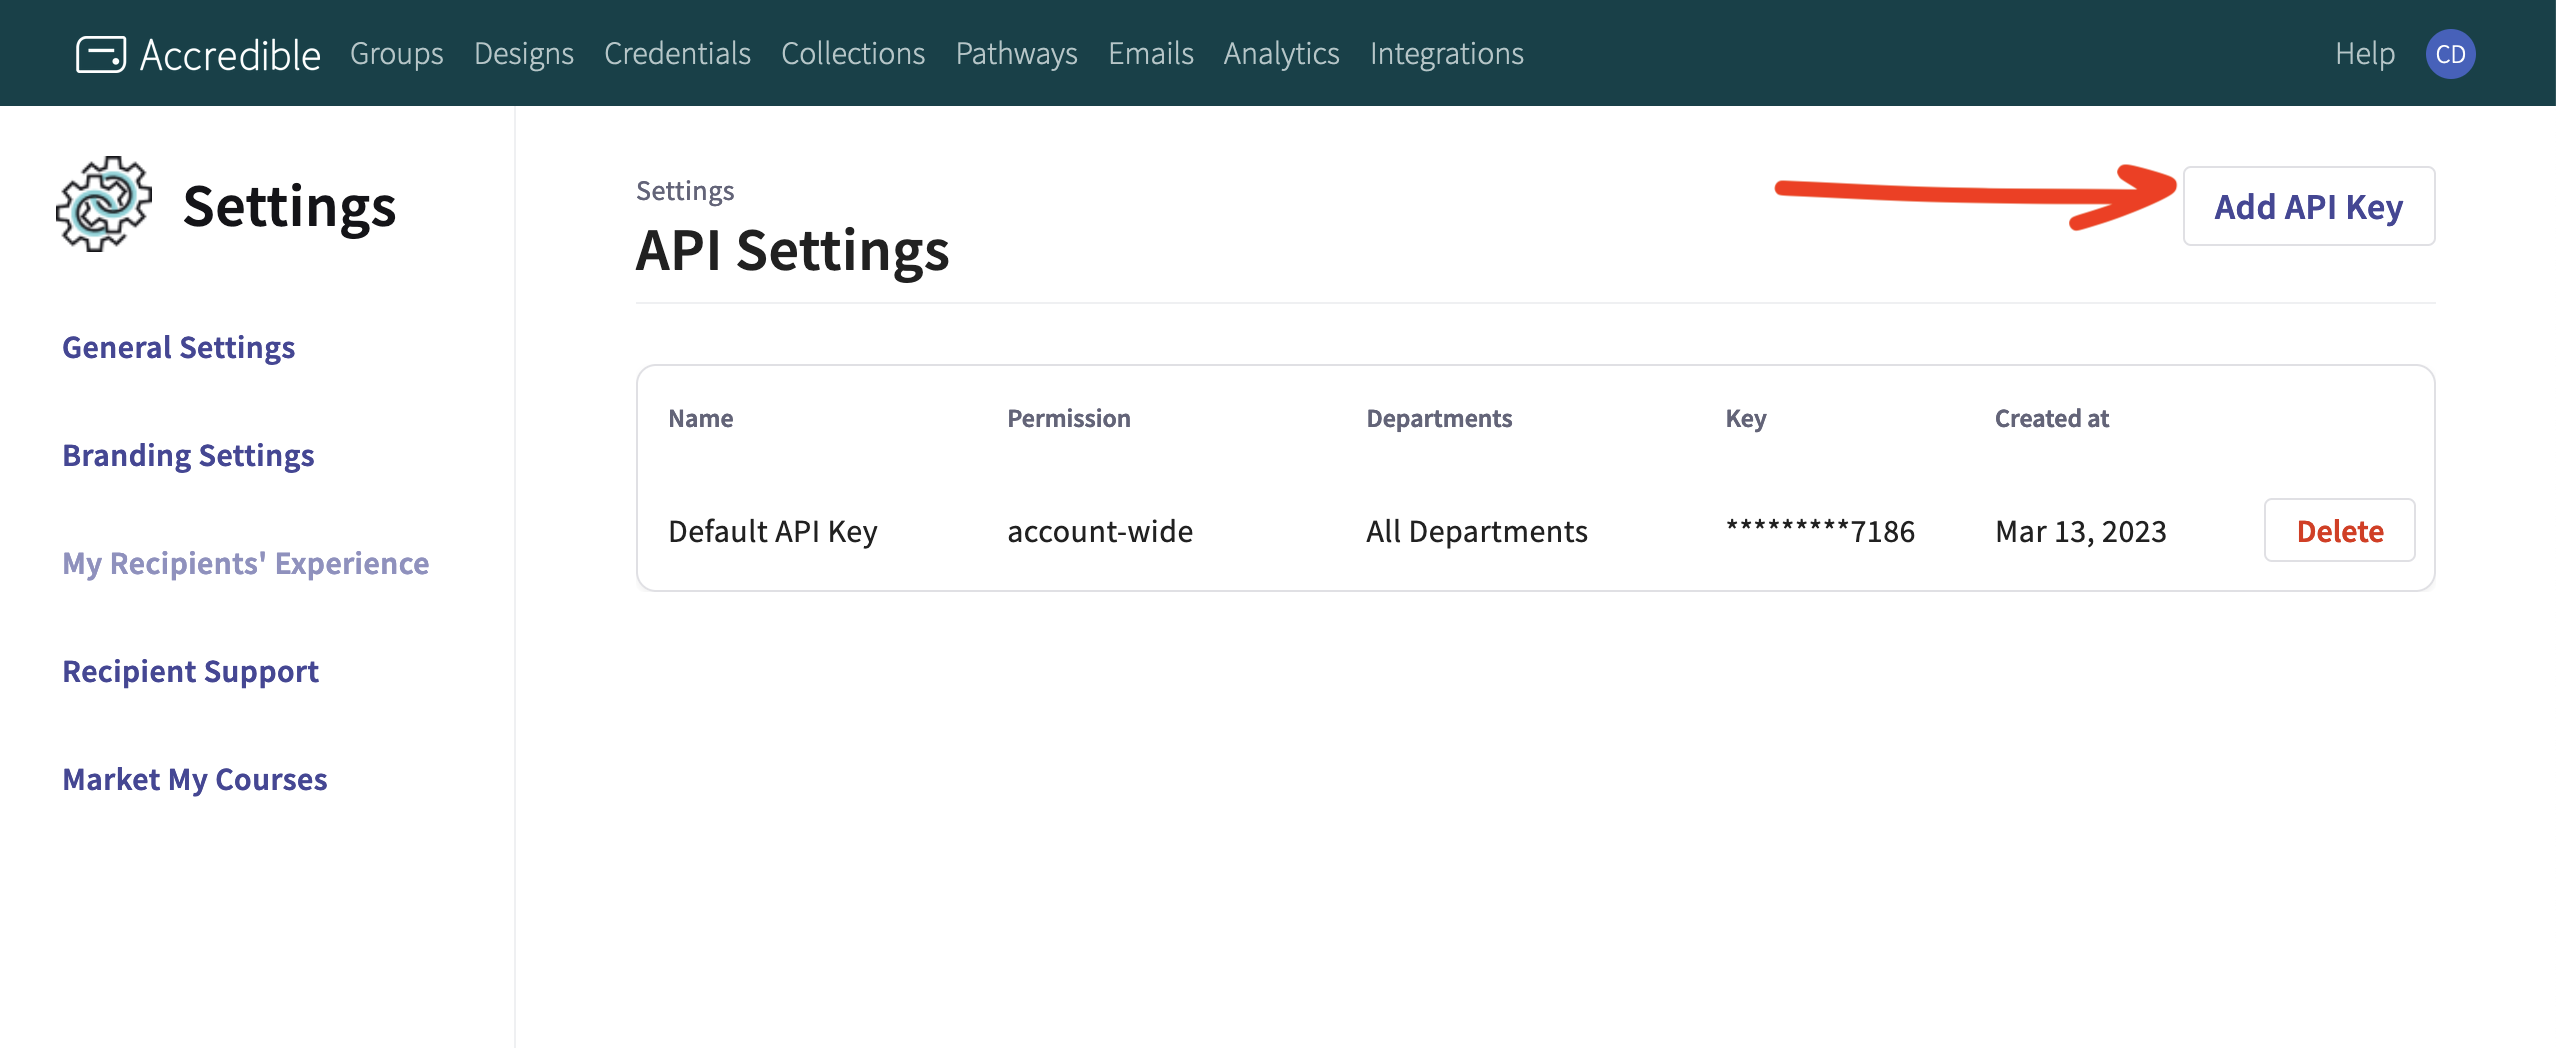 Accredible Groups Designs Credentials Collections Pathways Emails Analytics Integrations Help CD
Settings
General Settings
Branding Settings
My Recipients' Experience
Recipient Support
Market My Courses
Settings
API Settings
Add API Key
Name Permission Departments Key Created at
Default API Key account-wide All Departments *********7186 Mar 13, 2023 Delete